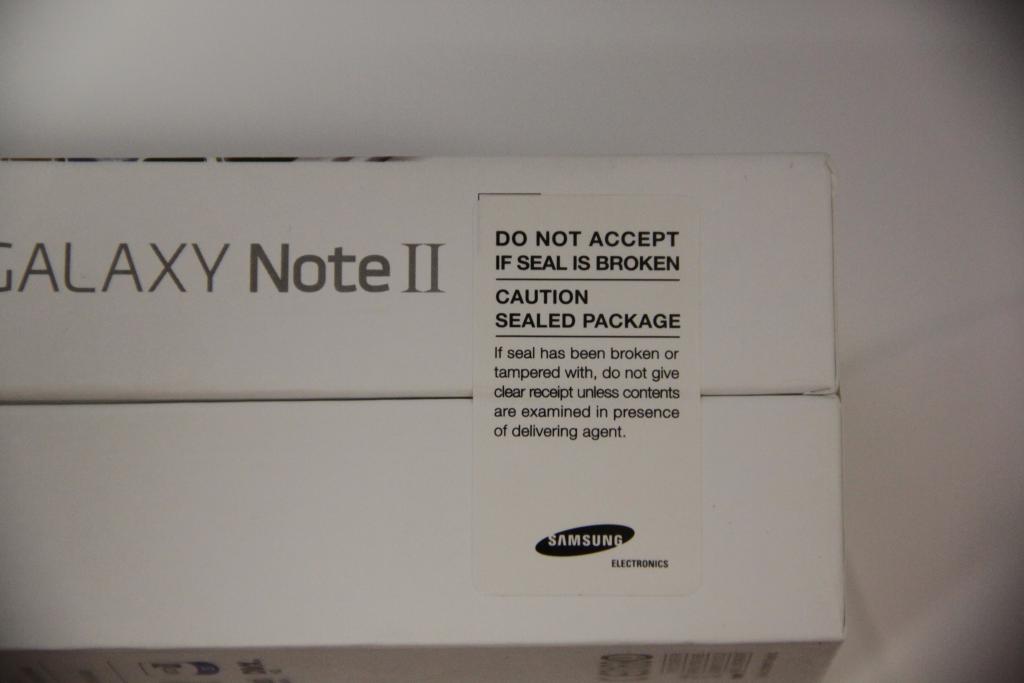 GALAXY Note II
DO NOT ACCEPT
IF SEAL IS BROKEN
CAUTION
SEALED PACKAGE
If seal has been broken or
tampered with, do not give
clear receipt unless contents
are examined in presence
of delivering agent.
SAMSUNG
ELECTRONICS